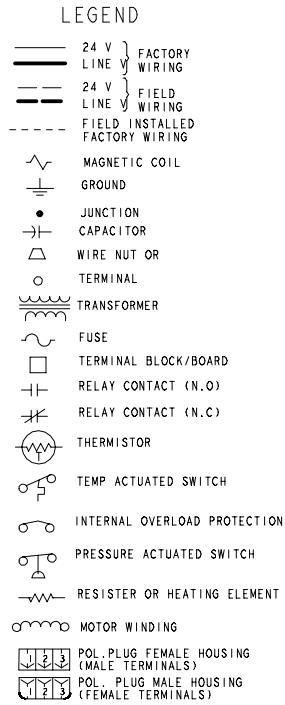 LEGEND
24 V
LINE V
FACTORY
WIRING
24 V
LINE V
FIELD
WIRING
FIELD INSTALLED
FACTORY WIRING
MAGNETIC COIL
GROUND
JUNCTION
CAPACITOR
WIRE NUT OR
TERMINAL
TRANSFORMER
FUSE
TERMINAL BLOCK/BOARD
RELAY CONTACT (N.O)
RELAY CONTACT (N.C)
THERMISTOR
TEMP ACTUATED SWITCH
INTERNAL OVERLOAD PROTECTION
PRESSURE ACTUATED SWITCH
RESISTER OR HEATING ELEMENT
MOTOR WINDING
1 2 3
POL.PLUG FEMALE HOUSING
(MALE TERMINALS)
1 2 3
POL. PLUG MALE HOUSING
(FEMALE TERMINALS)